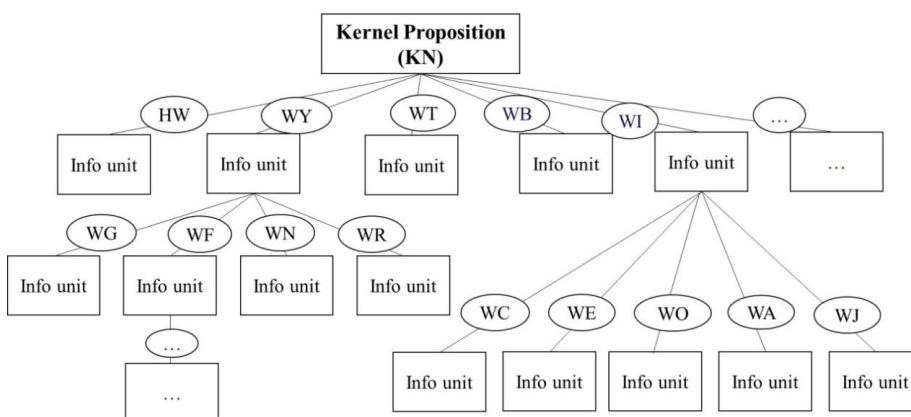 Kernel Proposition
(KN)
HW
WY
WT
WB
WI
…
Info unit
Info unit
Info unit
Info unit
Info unit
…
WG
WF
WN
WR
Info unit
Info unit
Info unit
Info unit
WC
WE
WO
WA
WJ
…
…
Info unit
Info unit
Info unit
Info unit
Info unit